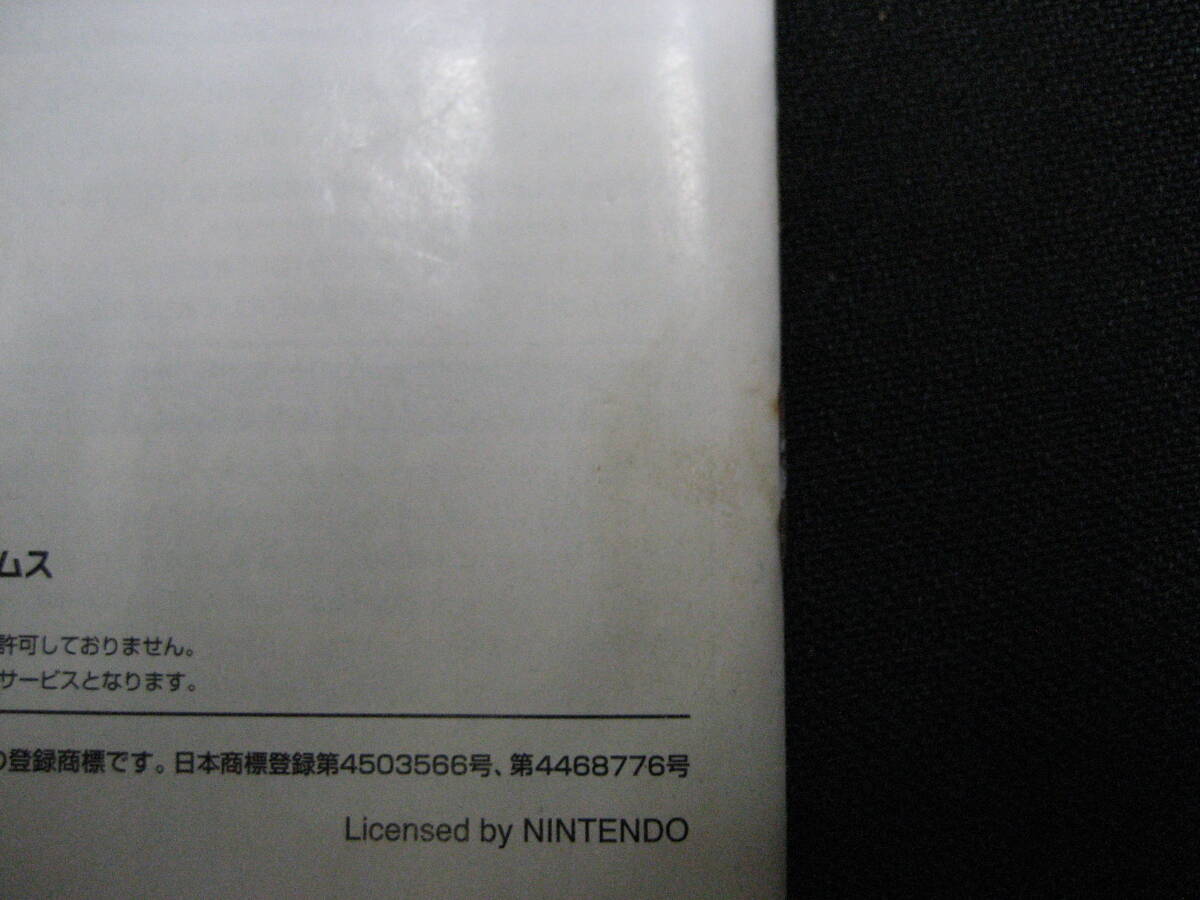 ムス
許可しておりません。
サービスとなります。
の登録商標です。日本商標登録第4503566号、第4468776号
Licensed by NINTENDO